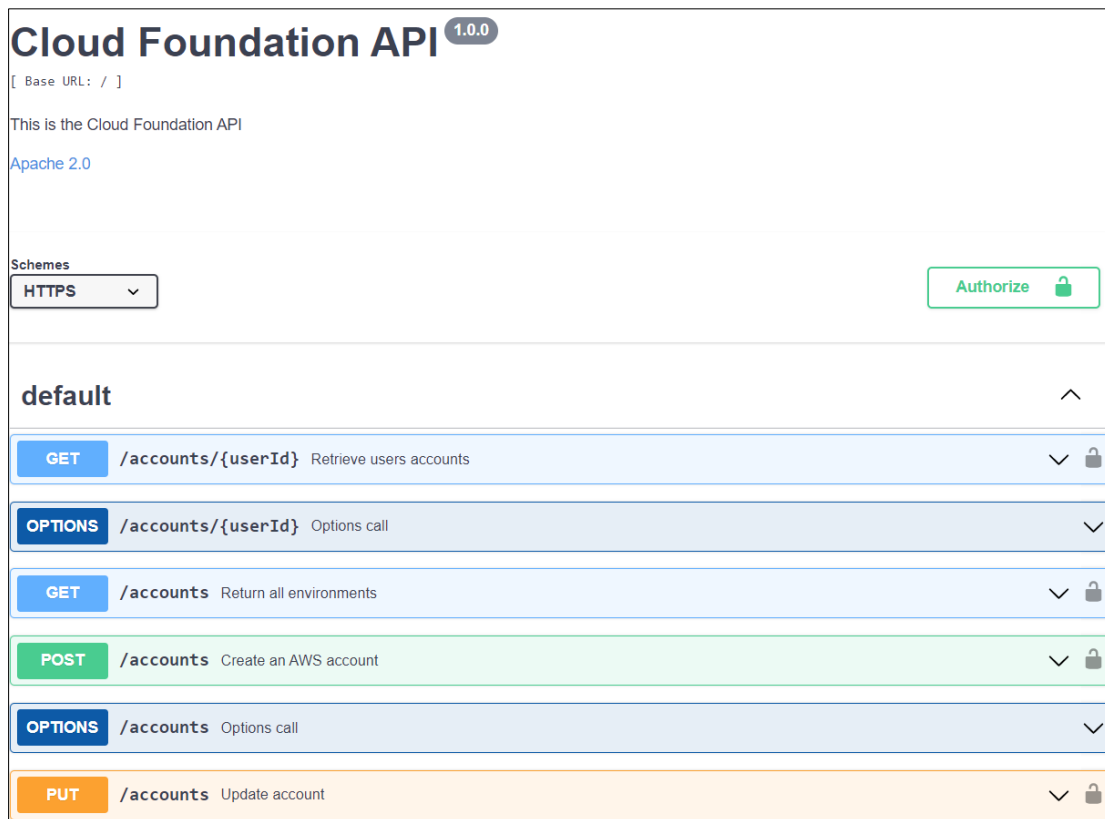 Cloud Foundation API 1.0.0
[ Base URL: / ]
This is the Cloud Foundation API
Apache 2.0
Schemes
HTTPS
Authorize
default
GET /accounts/{userId} Retrieve users accounts
OPTIONS /accounts/{userId} Options call
GET /accounts Return all environments
POST /accounts Create an AWS account
OPTIONS /accounts Options call
PUT /accounts Update account